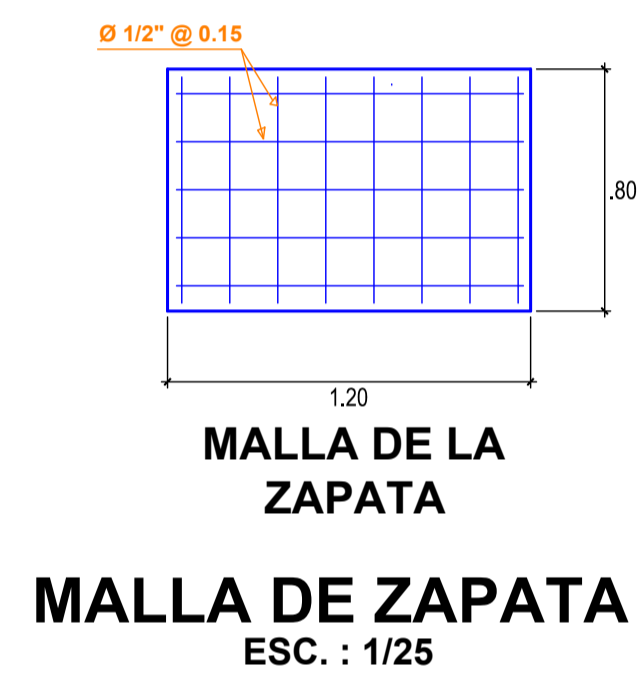 Ø 1/2" @ 0.15
.80
1.20
MALLA DE LA
ZAPATA
MALLA DE ZAPATA
ESC. : 1/25